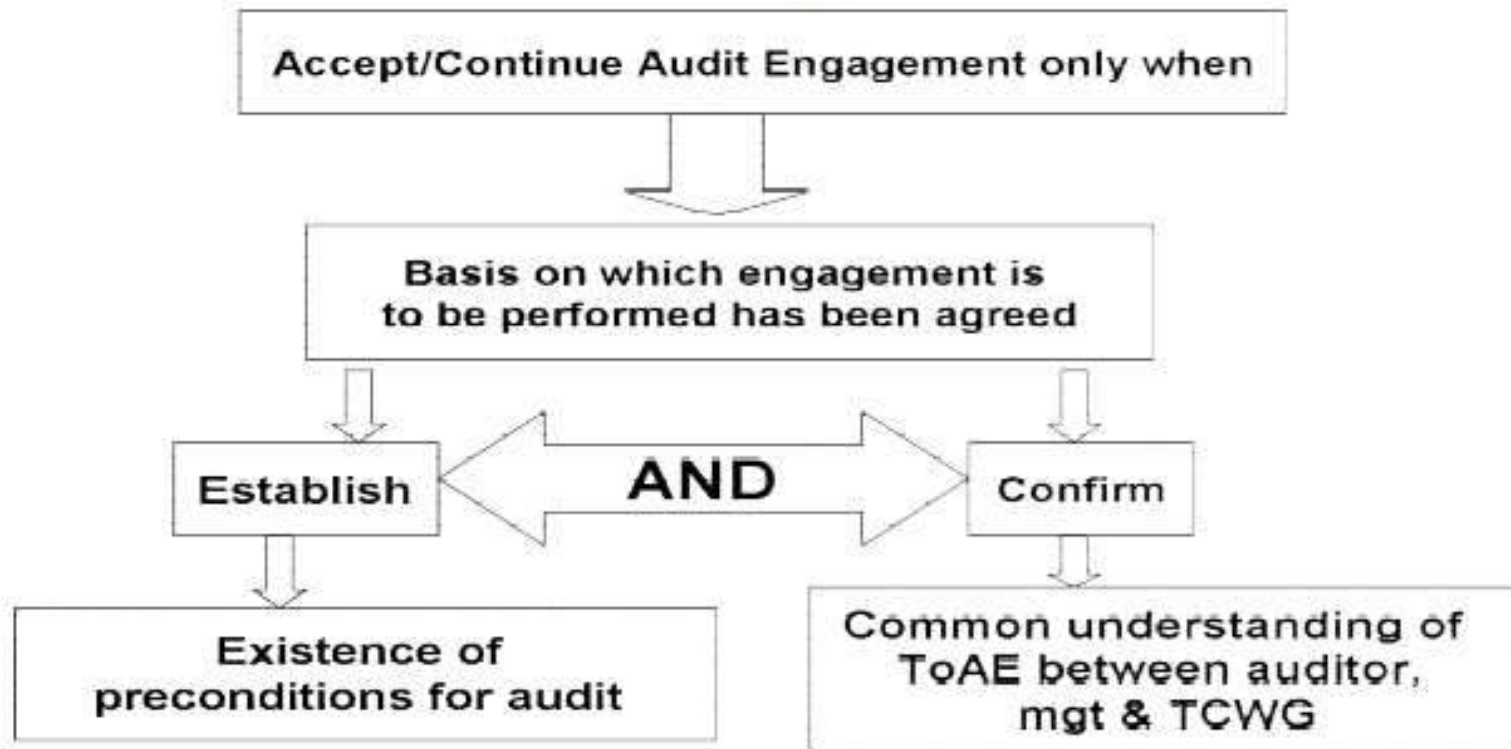 Accept/Continue Audit Engagement only when
Basis on which engagement is
to be performed has been agreed
Establish
AND
Confirm
Existence of
preconditions for audit
Common understanding of
ToAE between auditor,
mgt & TCWG